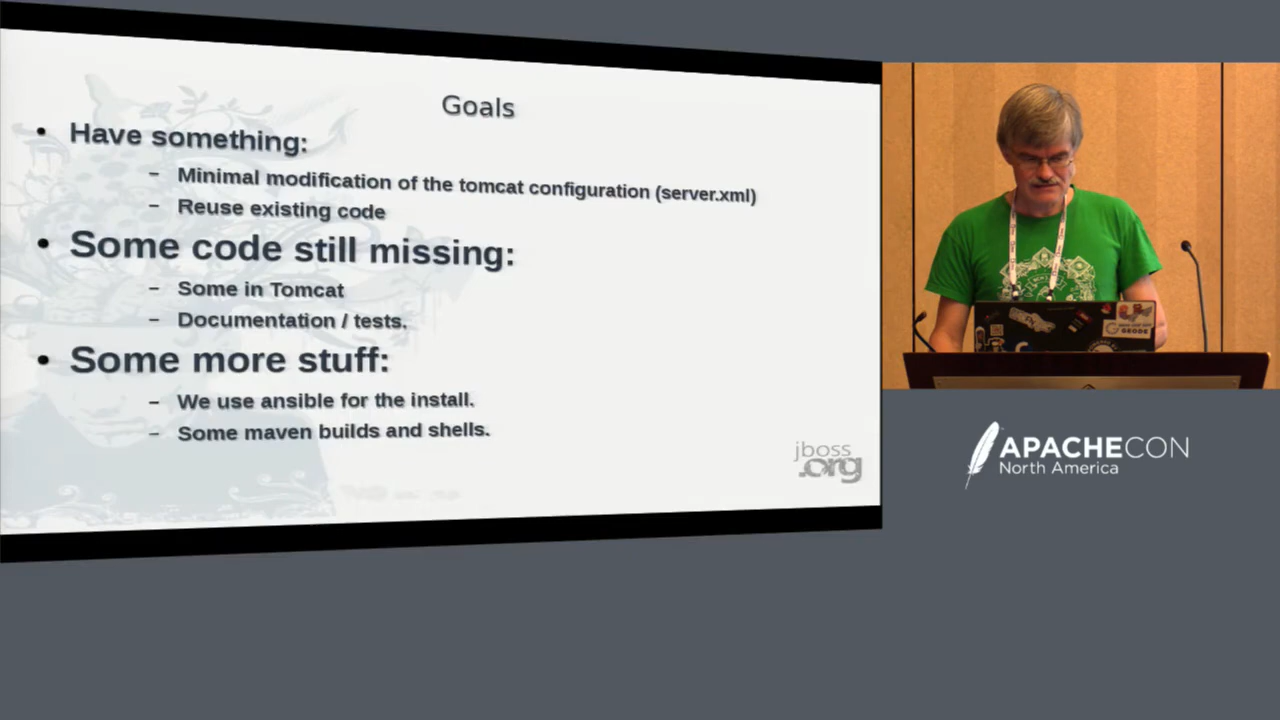 Goals
• Have something:
– Minimal modification of the tomcat configuration (server.xml)
– Reuse existing code
• Some code still missing:
– Some in Tomcat
– Documentation / tests.
• Some more stuff:
– We use ansible for the install.
– Some maven builds and shells.
jboss
.org
GEODE
APACHECON
North America